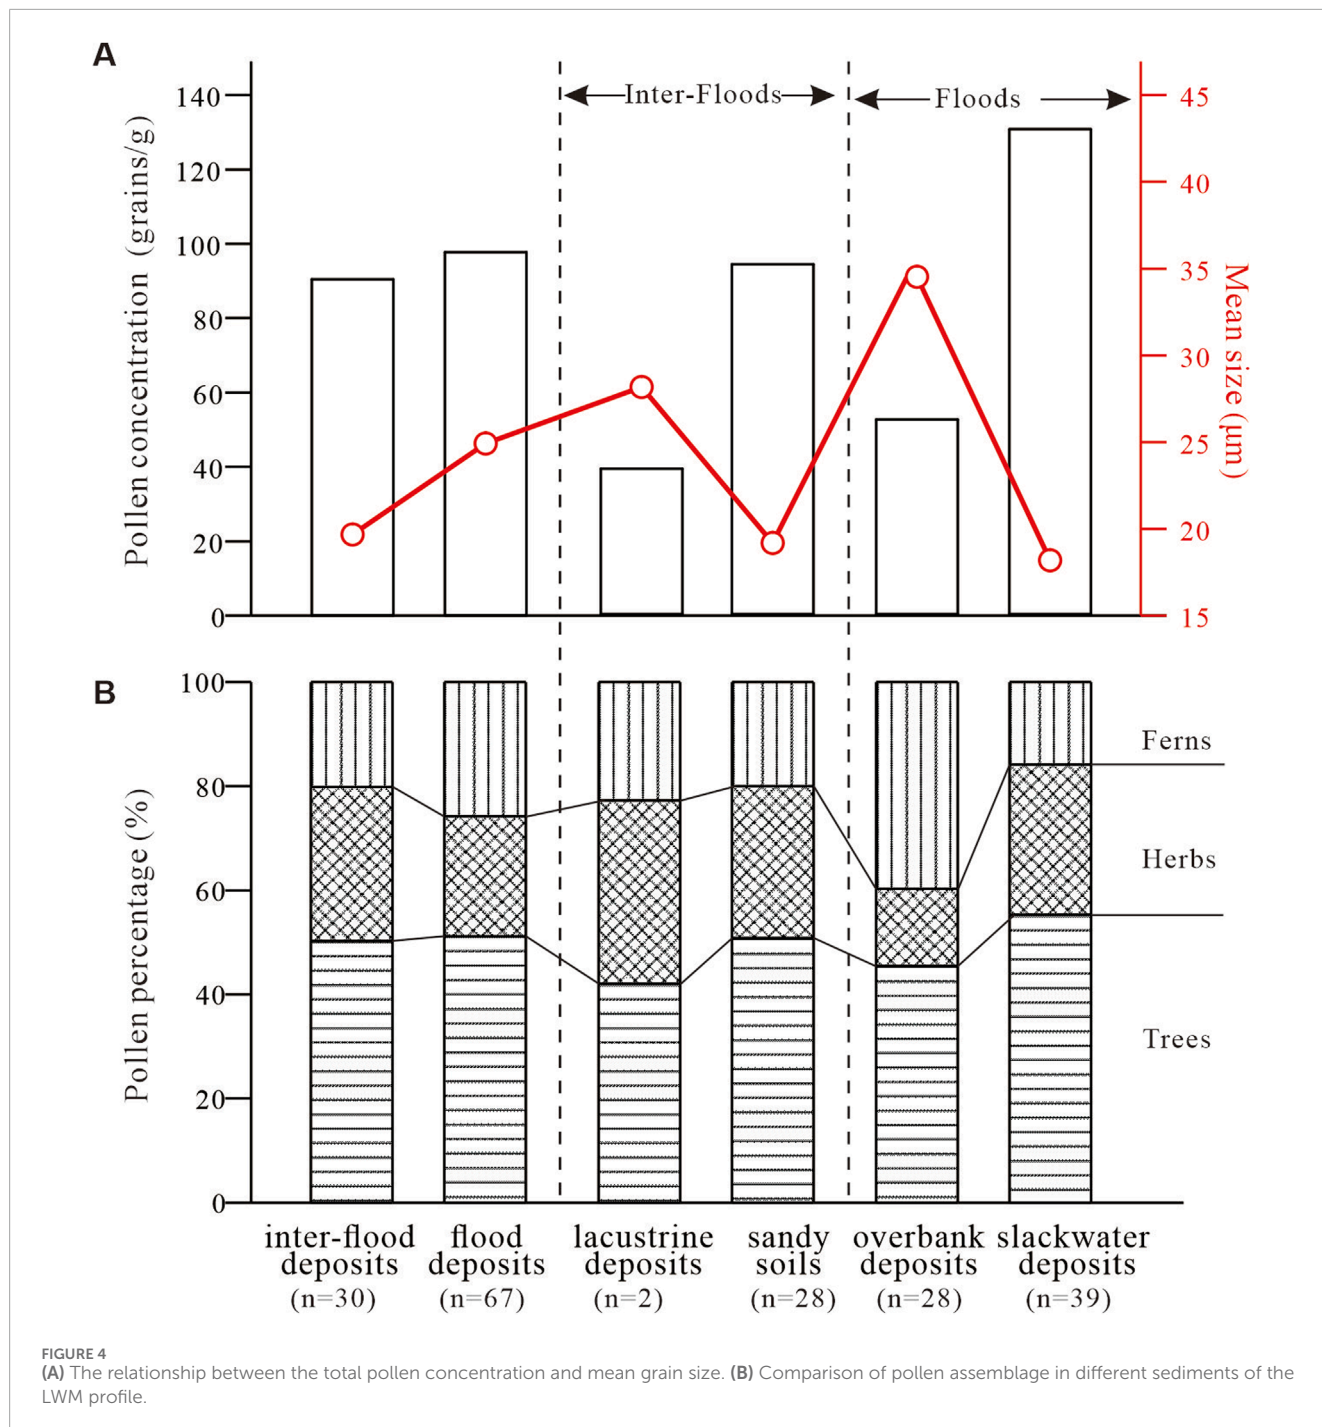 A
Inter-Floods
Floods
Pollen concentration (grains/g)
140
120
100
80
60
40
20
0
45
40
35
30
25
20
15
Mean size (μm)
B
Pollen percentage (%)
100
80
60
40
20
0
Ferns
Herbs
Trees
inter-flood deposits (n=30)
flood deposits (n=67)
lacustrine deposits (n=2)
sandy soils (n=28)
overbank deposits (n=28)
slackwater deposits (n=39)
FIGURE 4
(A) The relationship between the total pollen concentration and mean grain size. (B) Comparison of pollen assemblage in different sediments of the
LWM profile.